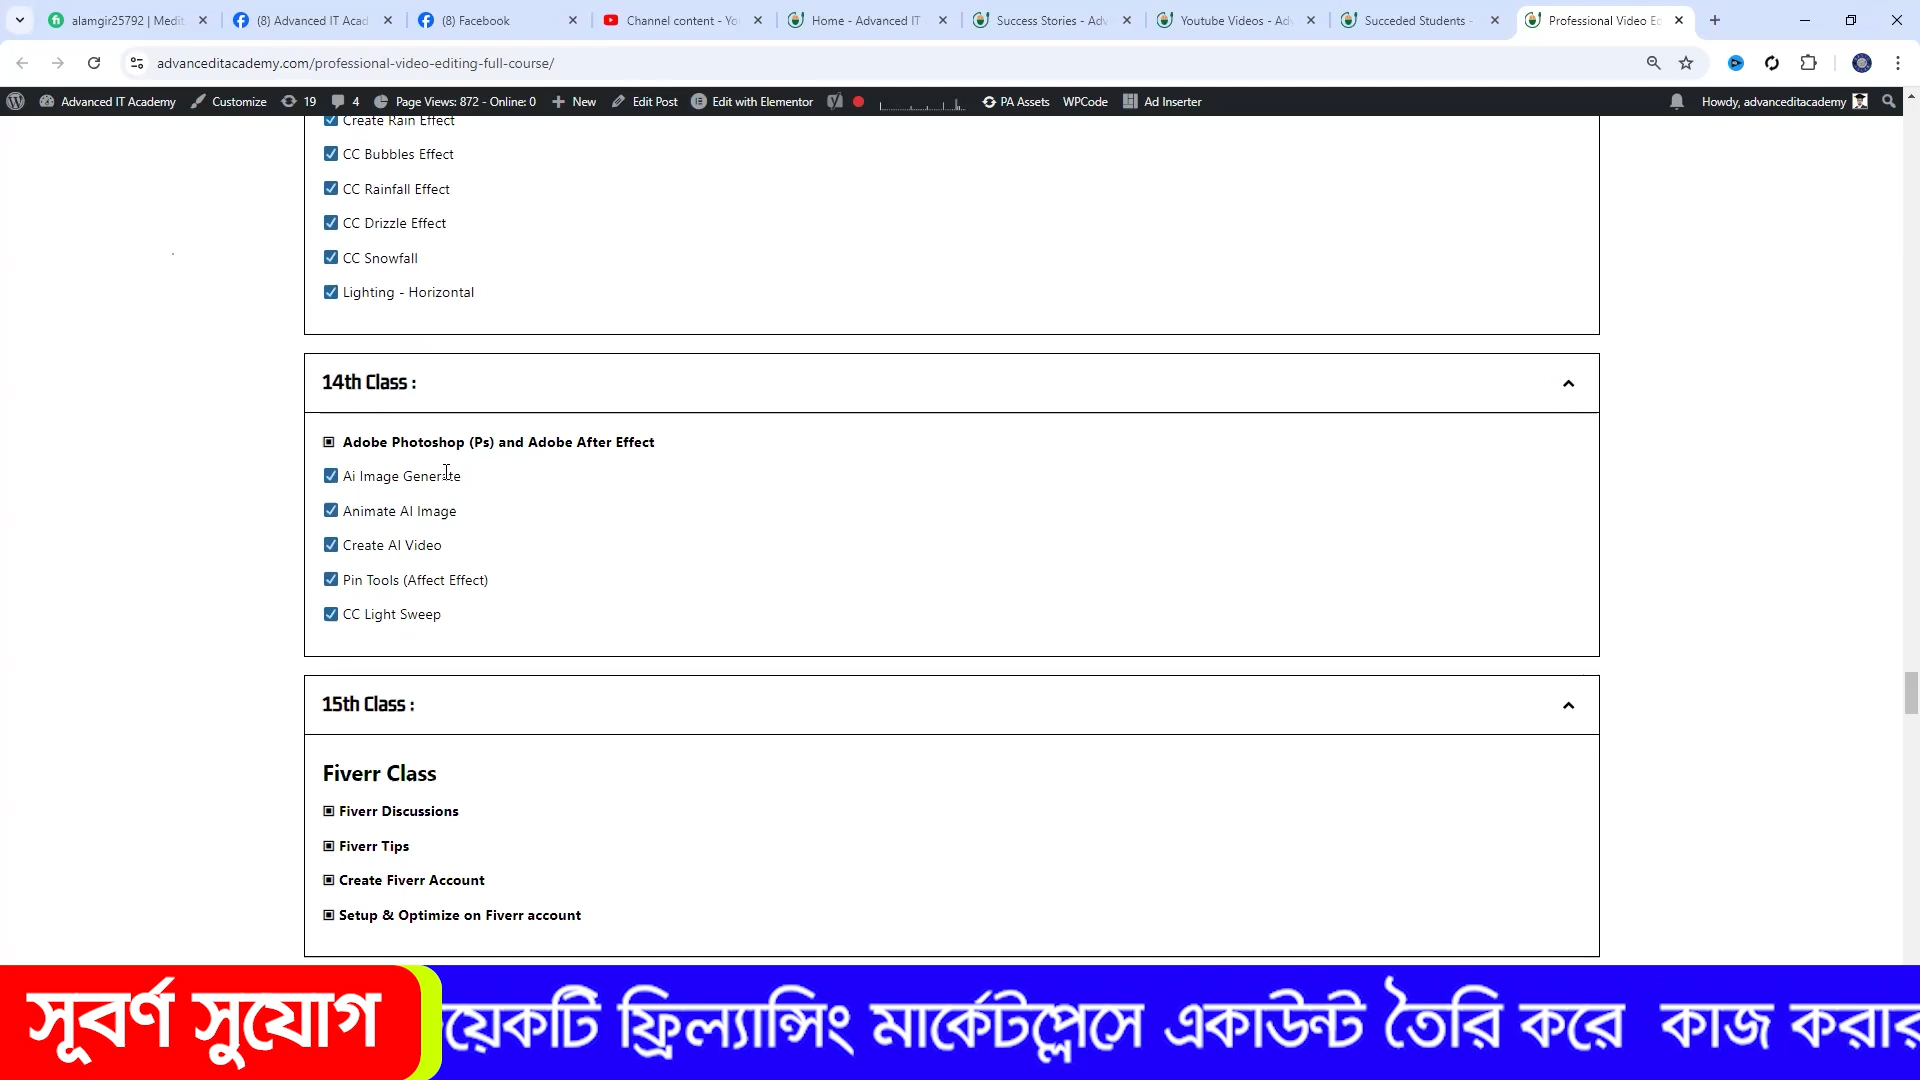 alamgir25792 | Medit
(8) Advanced IT Acad
(8) Facebook
Channel content - Yo
Home - Advanced IT
Success Stories - Adv
Youtube Videos - Adv
Succeded Students -
Professional Video Ed
advanceditacademy.com/professional-video-editing-full-course/
Advanced IT Academy
Customize
19
4
Page Views: 872 - Online: 0
New
Edit Post
Edit with Elementor
PA Assets
WPCode
Ad Inserter
Howdy, advanceditacademy
Create Rain Effect
CC Bubbles Effect
CC Rainfall Effect
CC Drizzle Effect
CC Snowfall
Lighting - Horizontal
14th Class :
Adobe Photoshop (Ps) and Adobe After Effect
Ai Image Generate
Animate AI Image
Create AI Video
Pin Tools (Affect Effect)
CC Light Sweep
15th Class :
Fiverr Class
Fiverr Discussions
Fiverr Tips
Create Fiverr Account
Setup & Optimize on Fiverr account
সূবর্ণ সুযোগ
য়েকটি ফ্রিল্যান্সিং মার্কেটপ্লেসে একাউন্ট তৈরি করে কাজ করার